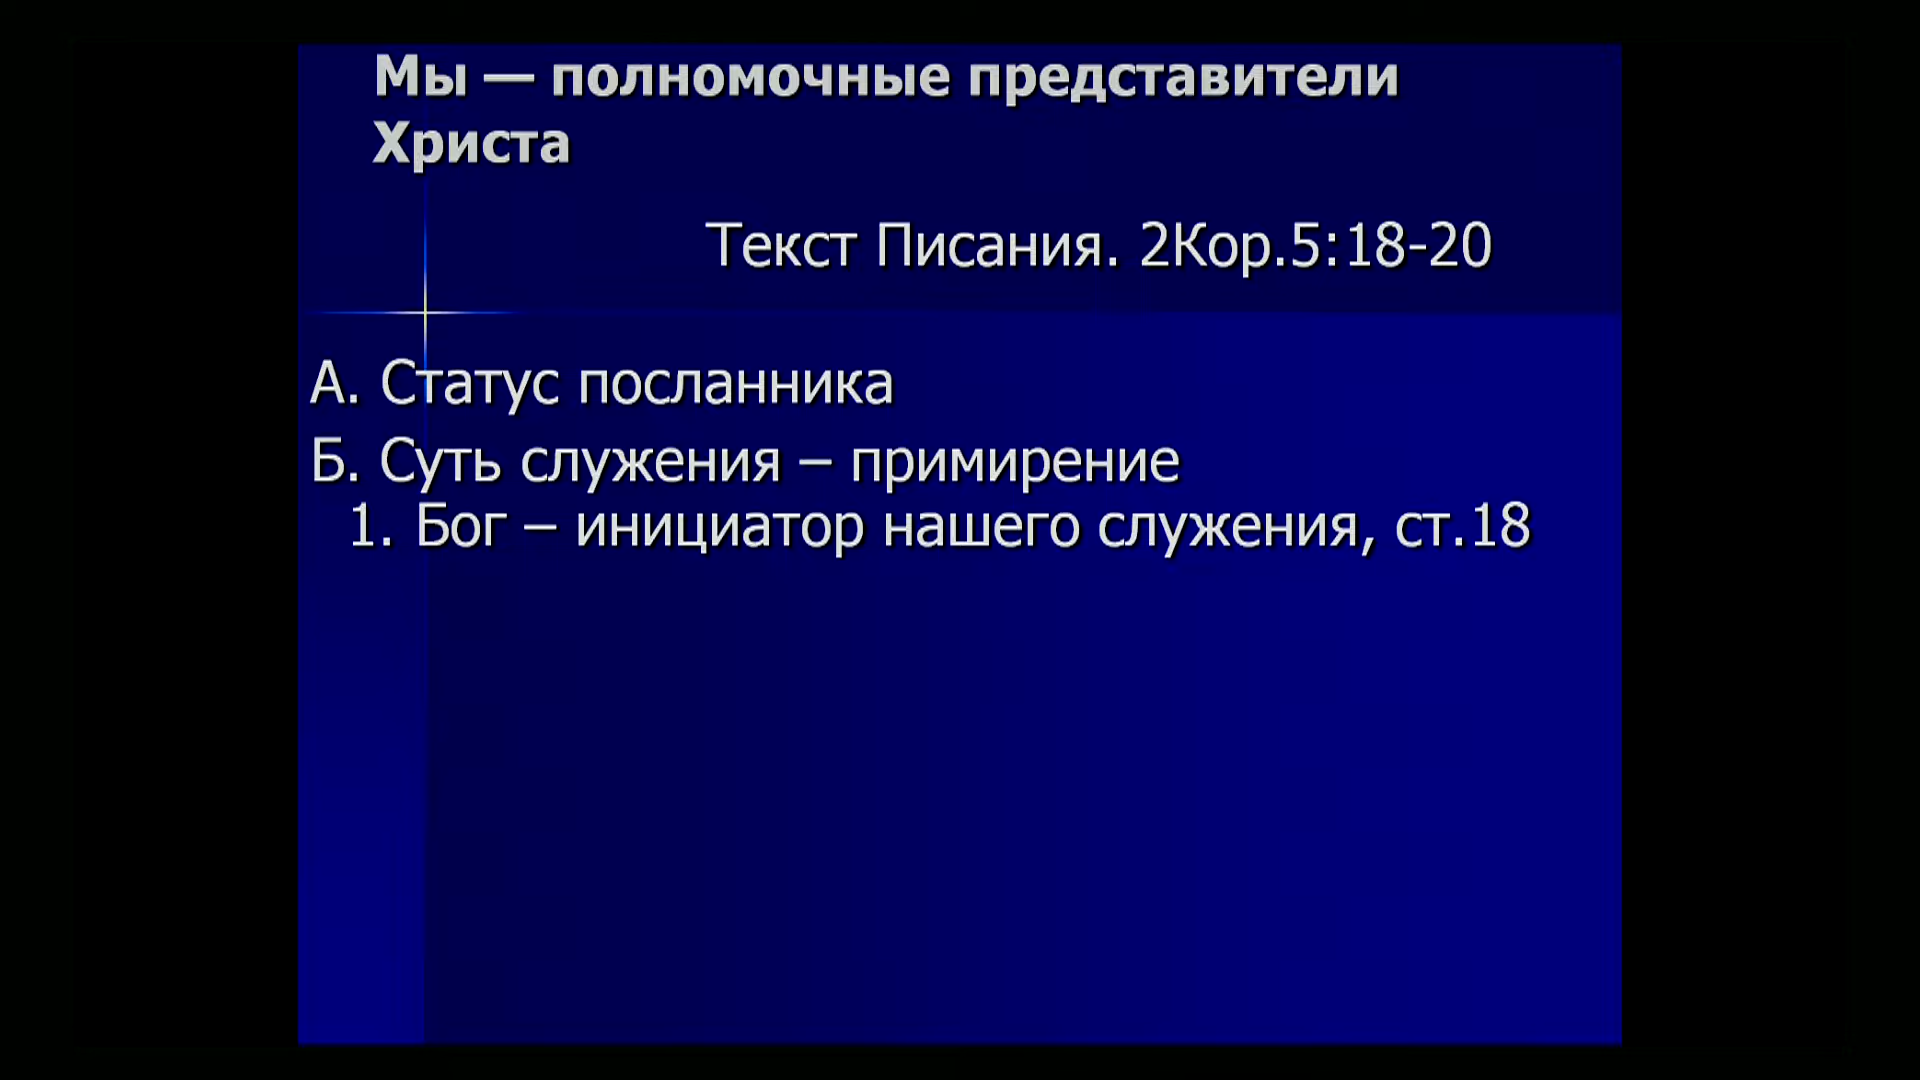 Мы — полномочные представители
Христа
Текст Писания. 2Кор.5:18-20
А. Статус посланника
Б. Суть служения – примирение
1. Бог – инициатор нашего служения, ст.18